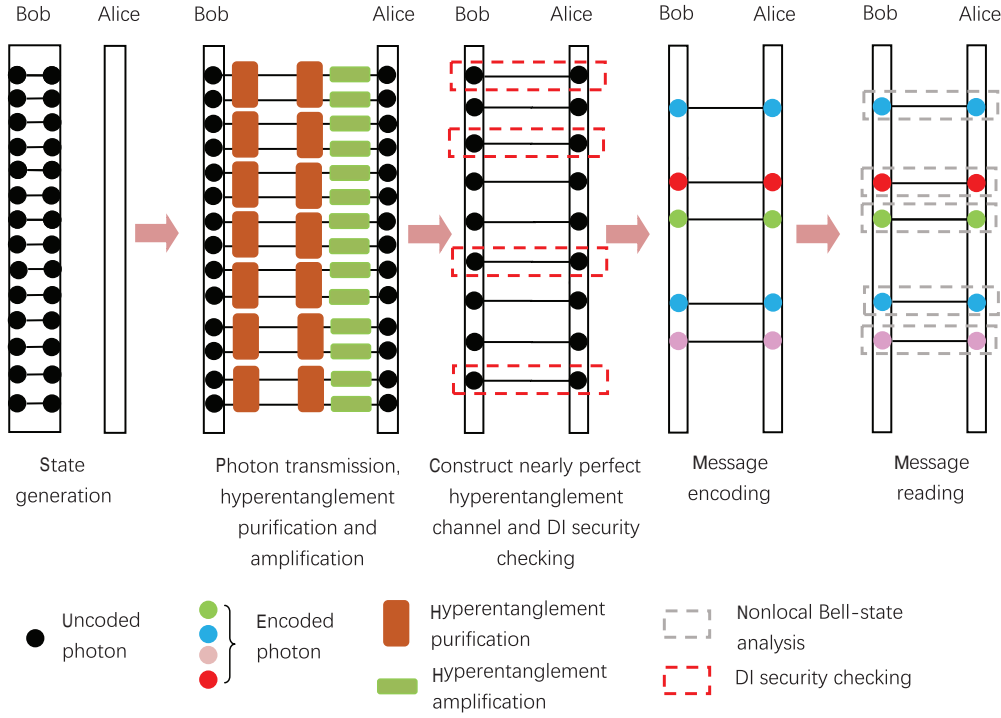 Bob Alice Bob Alice Bob Alice Bob Alice Bob Alice
State
generation
Photon transmission,
hyperentanglement
purification and
amplification
Construct nearly perfect
hyperentanglement
channel and DI security
checking
Message
encoding
Message
reading
Uncoded
photon
Encoded
photon
Hyperentanglement
purification
Hyperentanglement
amplification
Nonlocal Bell-state
analysis
DI security checking